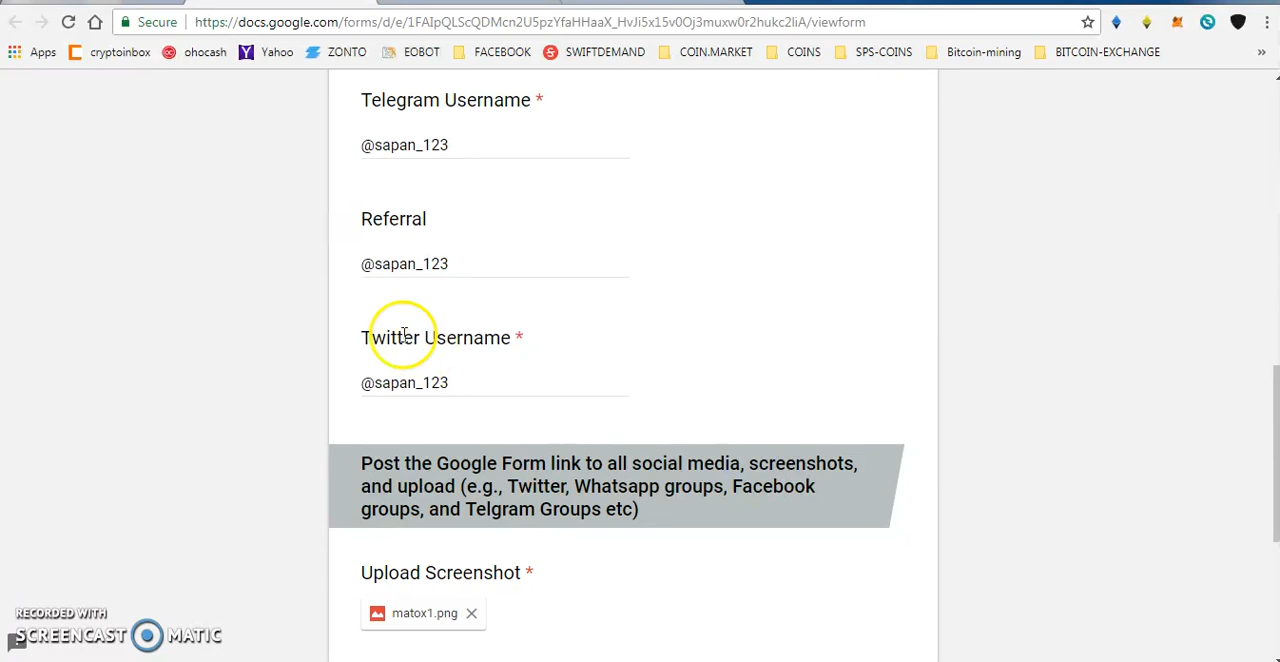 Secure https://docs.google.com/forms/d/e/1FAIpQLScQDMcn2U5pzYfaHHaaX_HvJi5x15v0Oj3muxw0r2hukc2liA/viewform
Apps cryptoinbox ohocash Yahoo ZONTO EOBOT FACEBOOK SWIFTDEMAND COIN.MARKET COINS SPS-COINS Bitcoin-mining BITCOIN-EXCHANGE »
Telegram Username *
@sapan_123
Referral
@sapan_123
Twitter Username *
@sapan_123
Post the Google Form link to all social media, screenshots,
and upload (e.g., Twitter, Whatsapp groups, Facebook
groups, and Telgram Groups etc)
Upload Screenshot *
matox1.png
RECORDED WITH
SCREENCAST MATIC